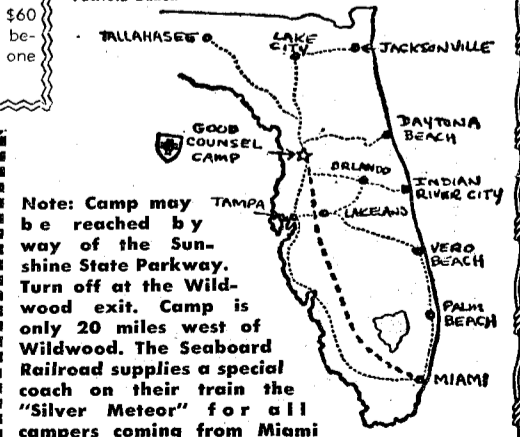 $60
be-
one
TALLAHASEE
LAKE
CITY
JACKSONVILLE
DAYTONA
BEACH
GOOD
COUNSEL
CAMP
ORLANDO
INDIAN
RIVER CITY
TAMPA
LAKELAND
VERO
BEACH
PALM
BEACH
MIAMI
Note: Camp may
be reached by
way of the Sun-
shine State Parkway.
Turn off at the Wild-
wood exit. Camp is
only 20 miles west of
Wildwood. The Seaboard
Railroad supplies a special
coach on their train the
"Silver Meteor" for all
campers coming from Miami